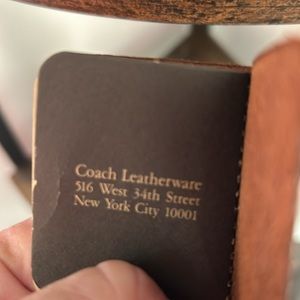 Coach Leatherware
516 West 34th Street
New York City 10001